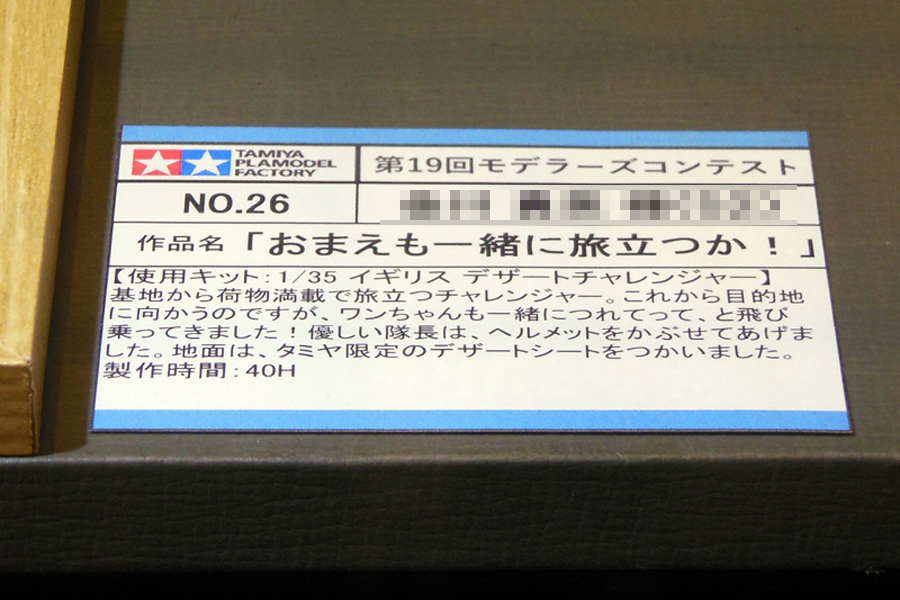 TAMIYA
PLAMODEL
FACTORY
第19回モデラーズコンテスト
NO.26
作品名「おまえも一緒に旅立つか！」
【使用キット:1/35 イギリス デザートチャレンジャー】
基地から荷物満載で旅立つチャレンジャー。これから目的地
に向かうのですが、ワンちゃんも一緒につれてって、と飛び
乗ってきました！優しい隊長は、ヘルメットをかぶせてあげま
した。地面は、タミヤ限定のデザートシートをつかいました。
製作時間:40H